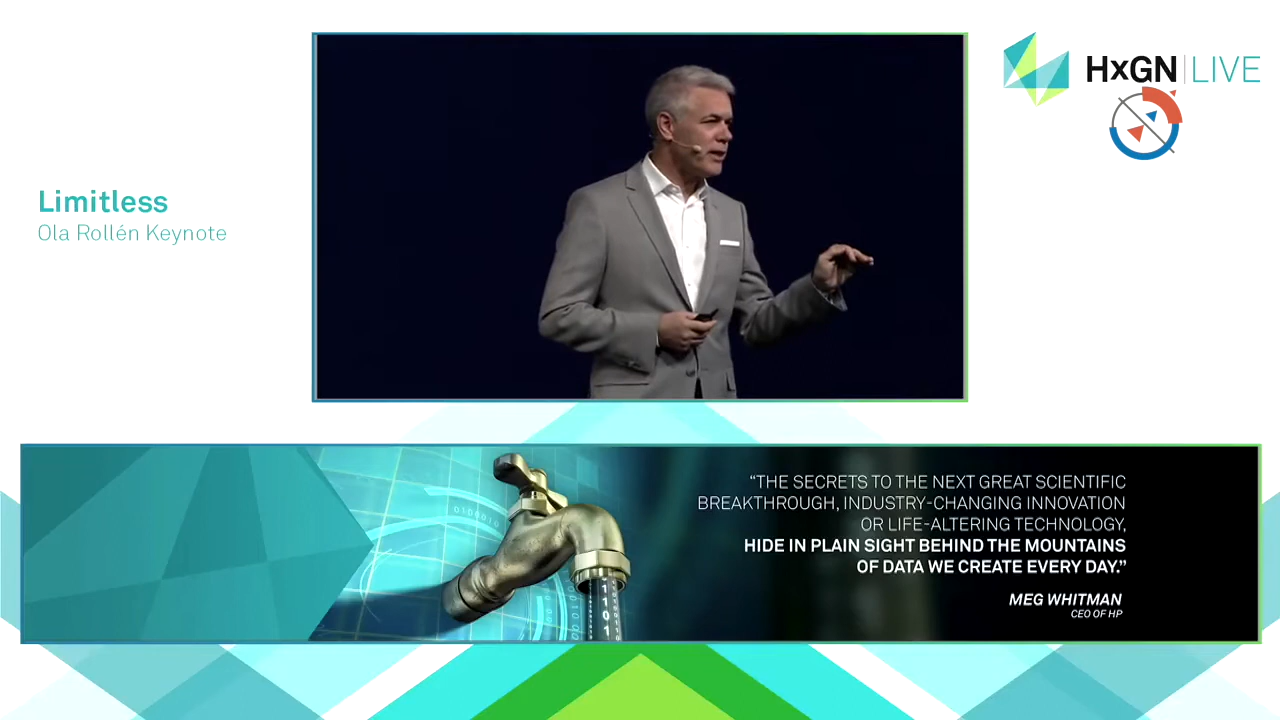 HxGN LIVE
Limitless
Ola Rollén Keynote
“THE SECRETS TO THE NEXT GREAT SCIENTIFIC
BREAKTHROUGH, INDUSTRY-CHANGING INNOVATION
OR LIFE-ALTERING TECHNOLOGY,
HIDE IN PLAIN SIGHT BEHIND THE MOUNTAINS
OF DATA WE CREATE EVERY DAY.”
MEG WHITMAN
CEO OF HP
0100010
1101